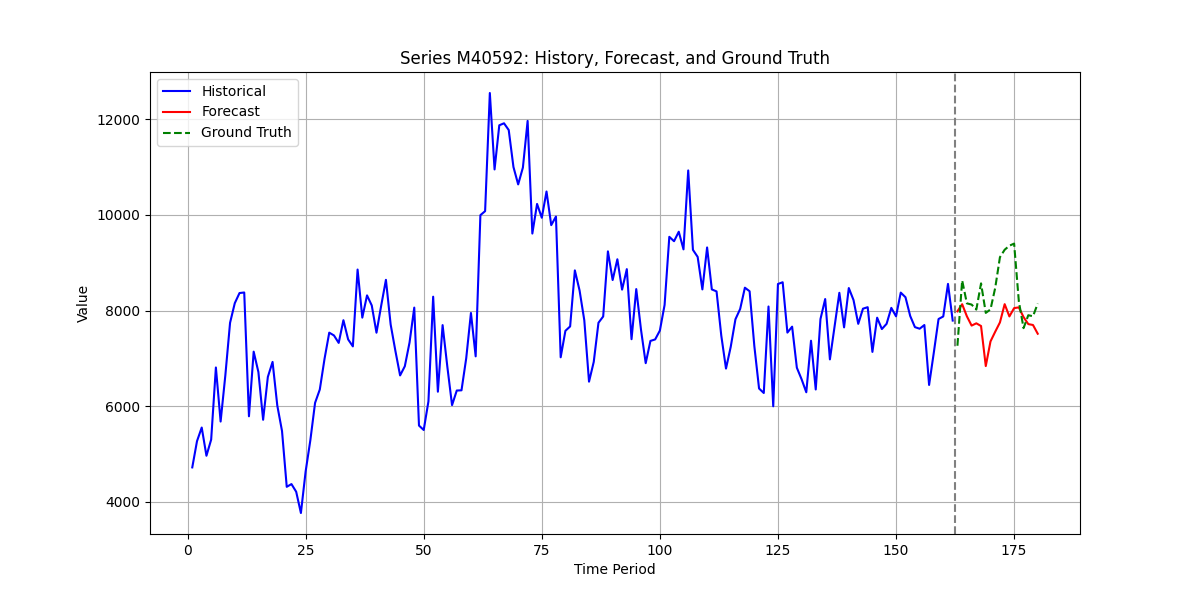 Series M40592: History, Forecast, and Ground Truth
Historical
Forecast
Ground Truth
12000
10000
8000
6000
4000
Value
0 25 50 75 100 125 150 175
Time Period